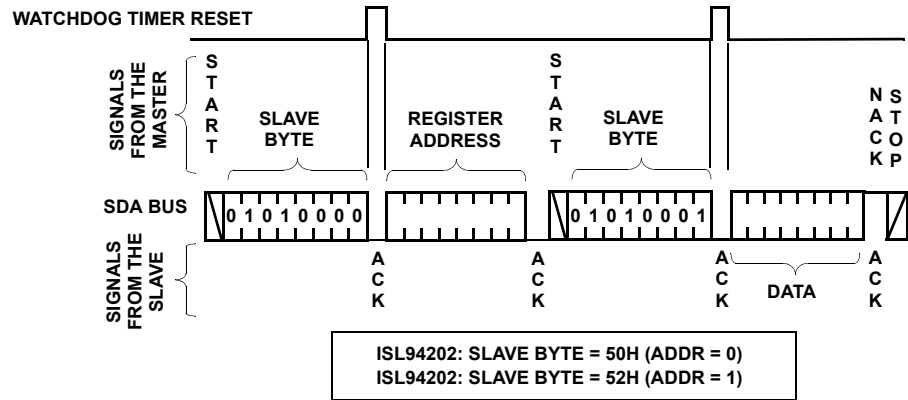 WATCHDOG TIMER RESET
SIGNALS
FROM THE
MASTER
START
SLAVE
BYTE
REGISTER
ADDRESS
START
SLAVE
BYTE
NACK
STOP
SDA BUS
0 1 0 1 0 0 0 0
0 1 0 1 0 0 0 1
SIGNALS
FROM THE
SLAVE
ACK
ACK
ACK
DATA
ACK
ISL94202: SLAVE BYTE = 50H (ADDR = 0)
ISL94202: SLAVE BYTE = 52H (ADDR = 1)